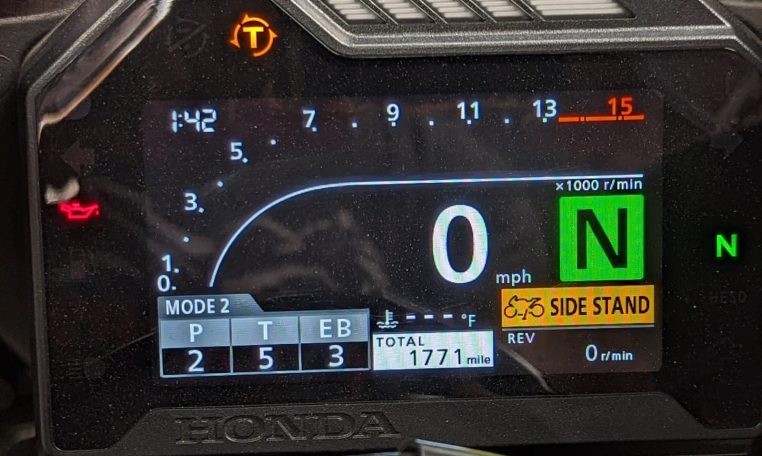 T
1:42
7. . 9 . 11 . 13 15
5.
3.
1.
0.
×1000 r/min
0 mph
N
N
MODE 2
P T EB
2 5 3
--- °F
TOTAL
1771 mile
SIDE STAND
REV
0 r/min
HESD
HONDA